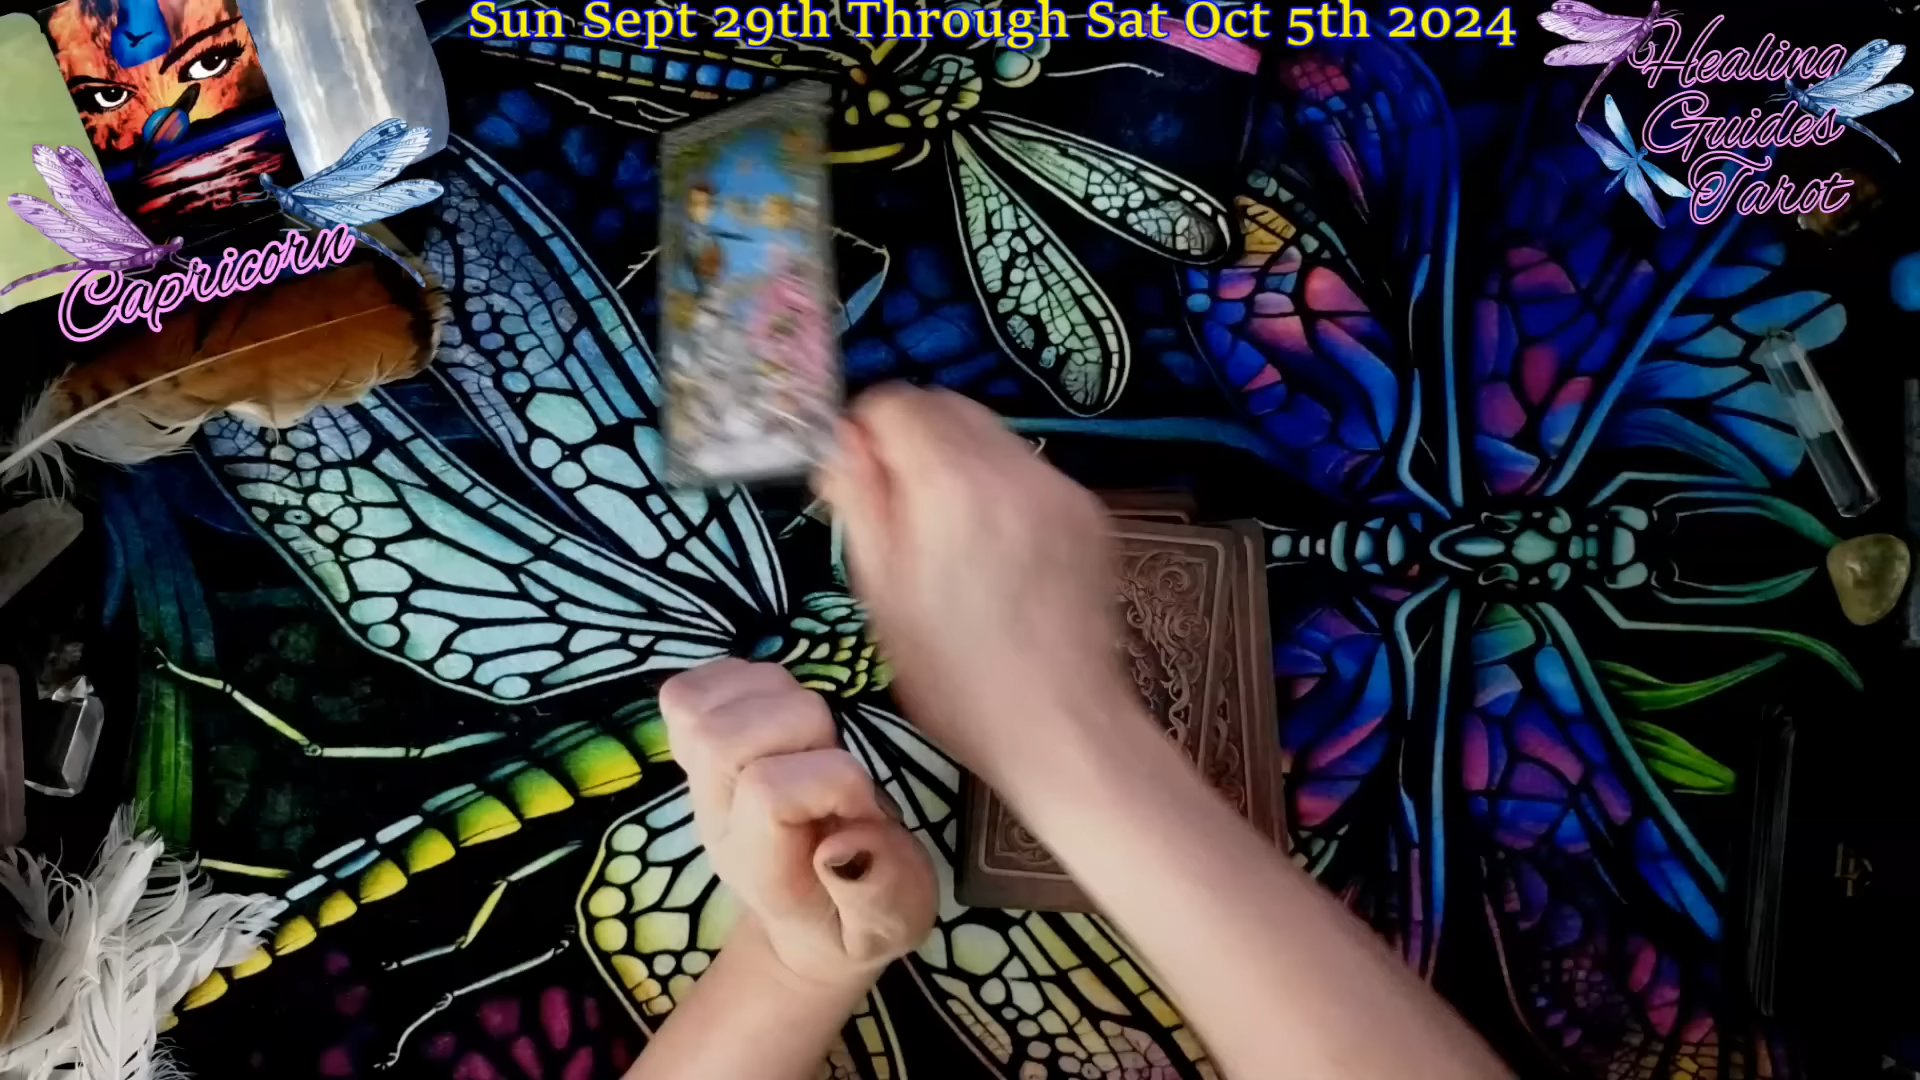 Sun Sept 29th Through Sat Oct 5th 2024
Healing
Guides
Tarot
Capricorn